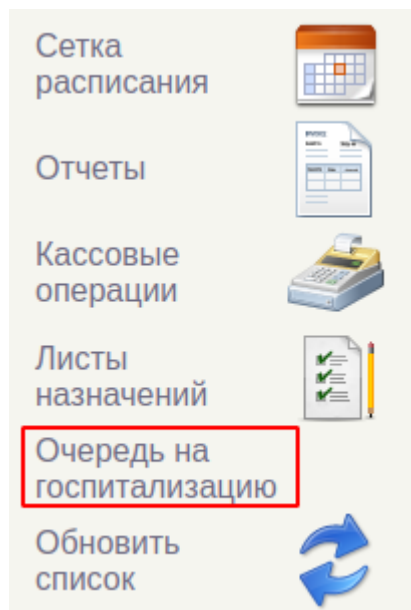 Сетка
расписания
Отчеты
Кассовые
операции
Листы
назначений
Очередь на
госпитализацию
Обновить
список